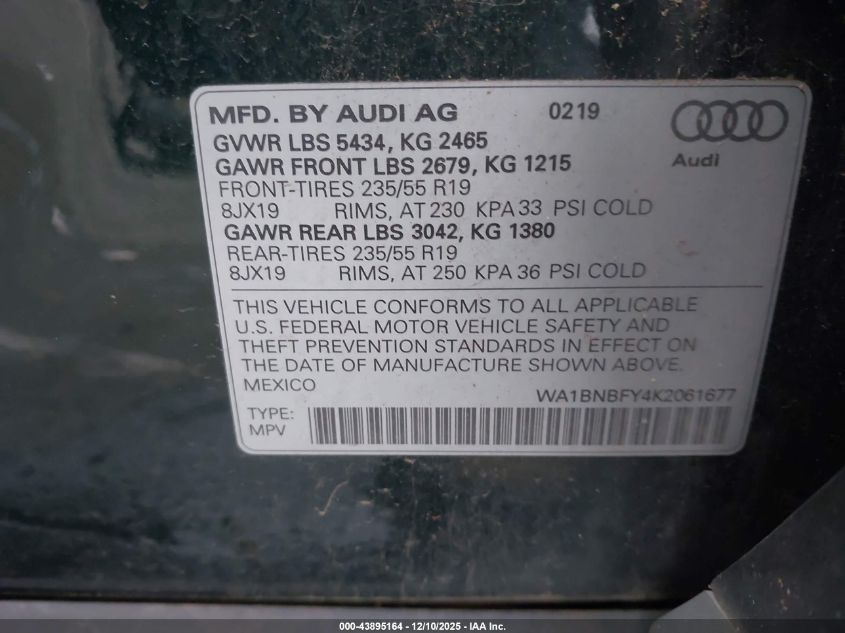 MFD. BY AUDI AG 0219
GVWR LBS 5434, KG 2465
GAWR FRONT LBS 2679, KG 1215
Audi
FRONT-TIRES 235/55 R19
8JX19 RIMS, AT 230 KPA 33 PSI COLD
GAWR REAR LBS 3042, KG 1380
REAR-TIRES 235/55 R19
8JX19 RIMS, AT 250 KPA 36 PSI COLD
THIS VEHICLE CONFORMS TO ALL APPLICABLE
U.S. FEDERAL MOTOR VEHICLE SAFETY AND
THEFT PREVENTION STANDARDS IN EFFECT ON
THE DATE OF MANUFACTURE SHOWN ABOVE.
MEXICO
WA1BNBFY4K2061677
TYPE:
MPV
000-43895164 - 12/10/2025 - IAA Inc.